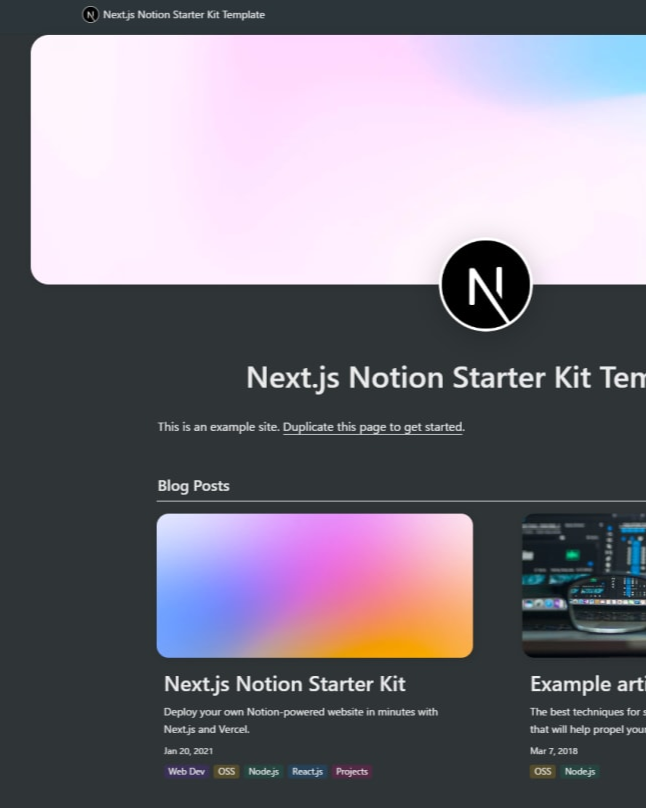 Next.js Notion Starter Kit Template
Next.js Notion Starter Kit
This is an example site. Duplicate this page to get started.
Blog Posts
Next.js Notion Starter Kit
Deploy your own Notion-powered website in minutes with
Next.js and Vercel.
Jan 20, 2021
Web Dev OSS Node.js React.js Projects
Example
The best techniques for
that will help propel your
Mar 7, 2018
OSS Node.js